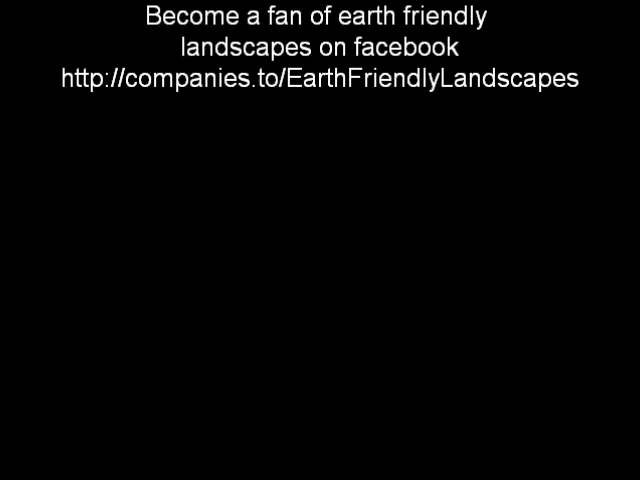 Become a fan of earth friendly
landscapes on facebook
http://companies.to/EarthFriendlyLandscapes